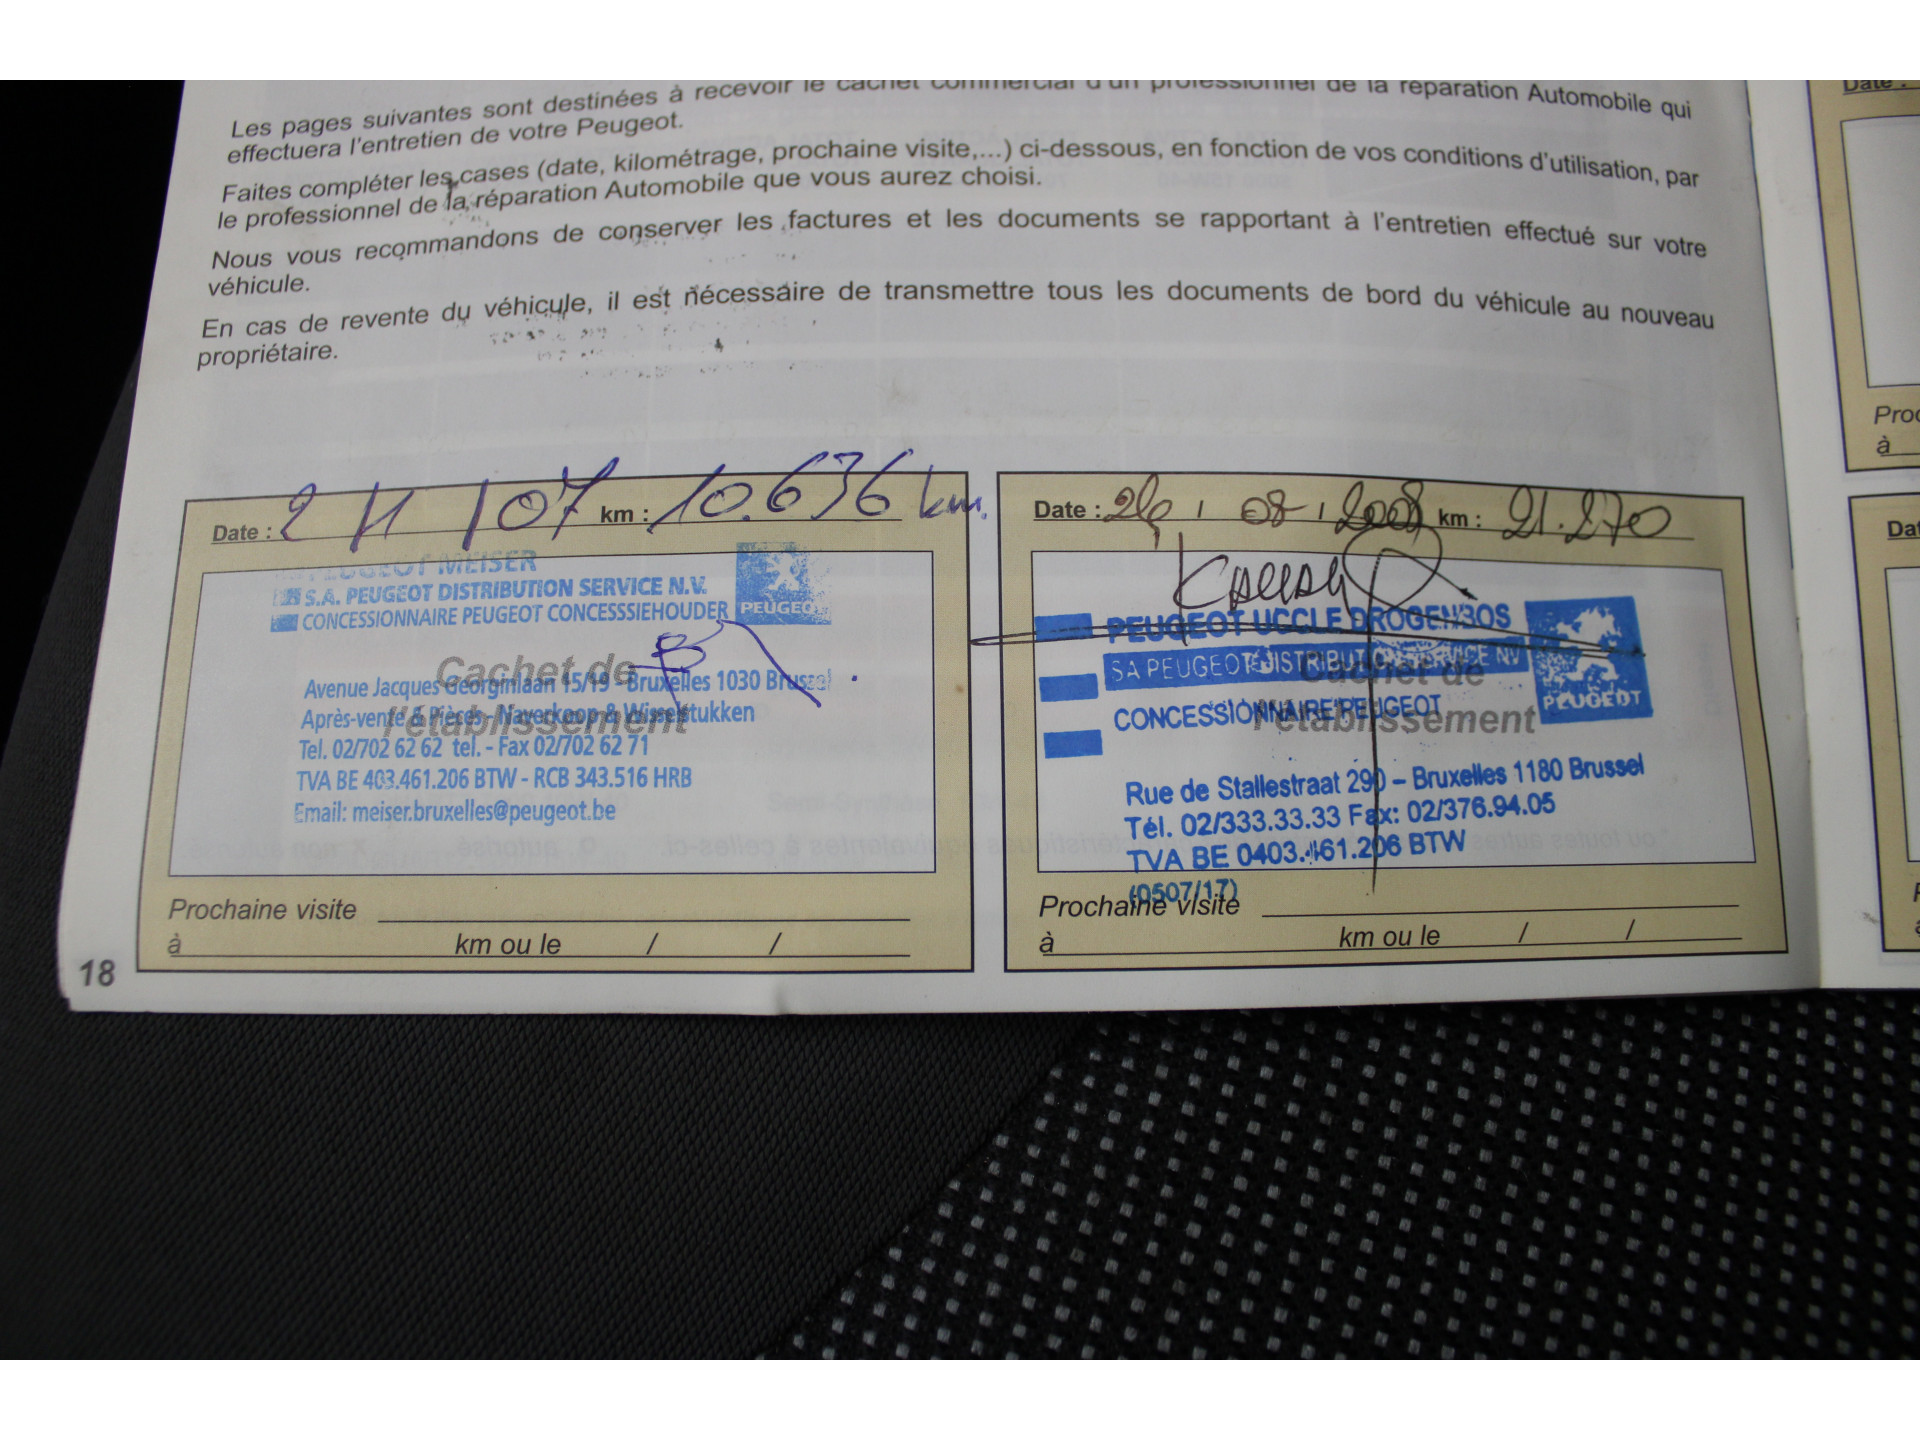 Les pages suivantes sont destinées à recevoir le cachet commercial d'un professionnel de la réparation Automobile qui
effectuera l'entretien de votre Peugeot.
Faites compléter les cases (date, kilométrage, prochaine visite,...) ci-dessous, en fonction de vos conditions d'utilisation, par
le professionnel de la réparation Automobile que vous aurez choisi.
Nous vous recommandons de conserver les factures et les documents se rapportant à l'entretien effectué sur votre
véhicule.
En cas de revente du véhicule, il est nécessaire de transmettre tous les documents de bord du véhicule au nouveau
propriétaire.
Date : 2 11 / 07 km : 10.636 km.
PEUGEOT MEISER
S.A. PEUGEOT DISTRIBUTION SERVICE N.V.
CONCESSIONNAIRE PEUGEOT CONCESSSIEHOUDER
PEUGEOT
Cachet de
l'établissement
Avenue Jacques Georginlaan 15/19 - Bruxelles 1030 Brussel
Après-vente & Pièces - Naverkoop & Wisselstukken
Tel. 02/702 62 62 tel. - Fax 02/702 62 71
TVA BE 403.461.206 BTW - RCB 343.516 HRB
Email: meiser.bruxelles@peugeot.be
Prochaine visite
à km ou le / /
18
Date : 26 / 08 / 2008 km : 21.270
PEUGEOT UCCLE DROGENBOS
SA PEUGEOT DISTRIBUTION SERVICE NV
CONCESSIONNAIRE PEUGEOT
PEUGEOT
Cachet de
l'établissement
Rue de Stallestraat 290 – Bruxelles 1180 Brussel
Tél. 02/333.33.33 Fax: 02/376.94.05
TVA BE 0403.461.206 BTW
(0507/17)
Prochaine visite
à km ou le / /
Date :
à